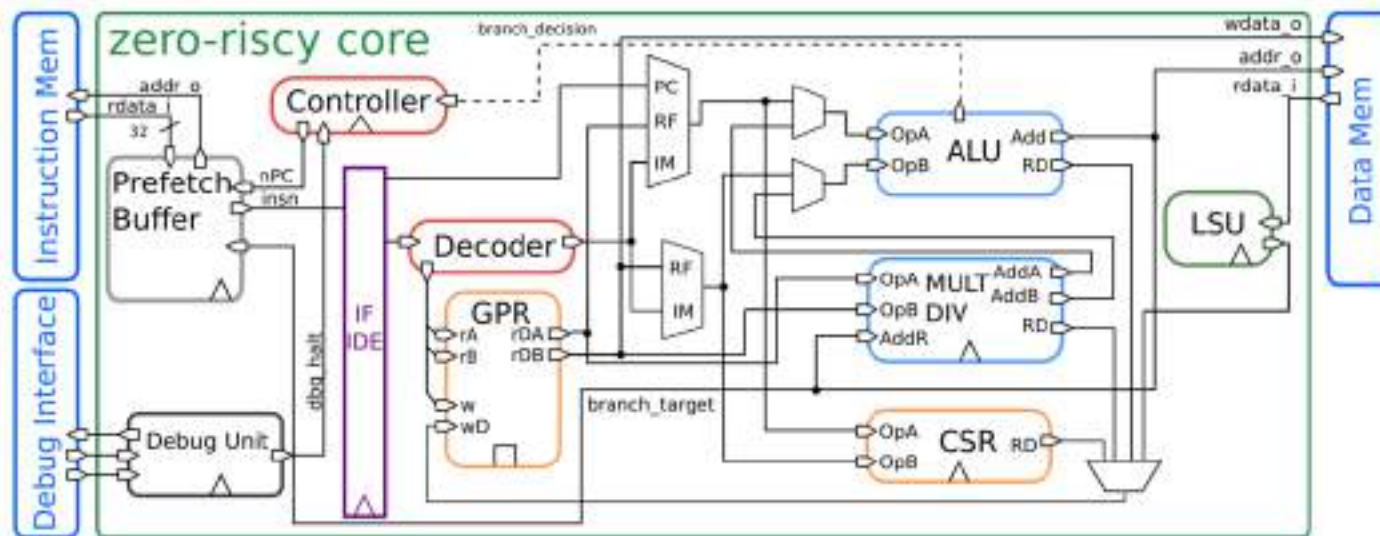 zero-riscy core
Instruction Mem
Debug Interface
addr_o
rdata_i
32
Controller
branch_decision
Prefetch
Buffer
nPC
insn
IF
IDE
Decoder
GPR
rA
rB
w
wD
rDA
rDB
dbg_halt
Debug Unit
PC
RF
IM
RF
IM
OpA
OpB
ALU
Add
RD
OpA
OpB
AddR
MULT
DIV
AddA
AddB
RD
branch_target
OpA
OpB
CSR
RD
LSU
wdata_o
addr_o
rdata_i
Data Mem